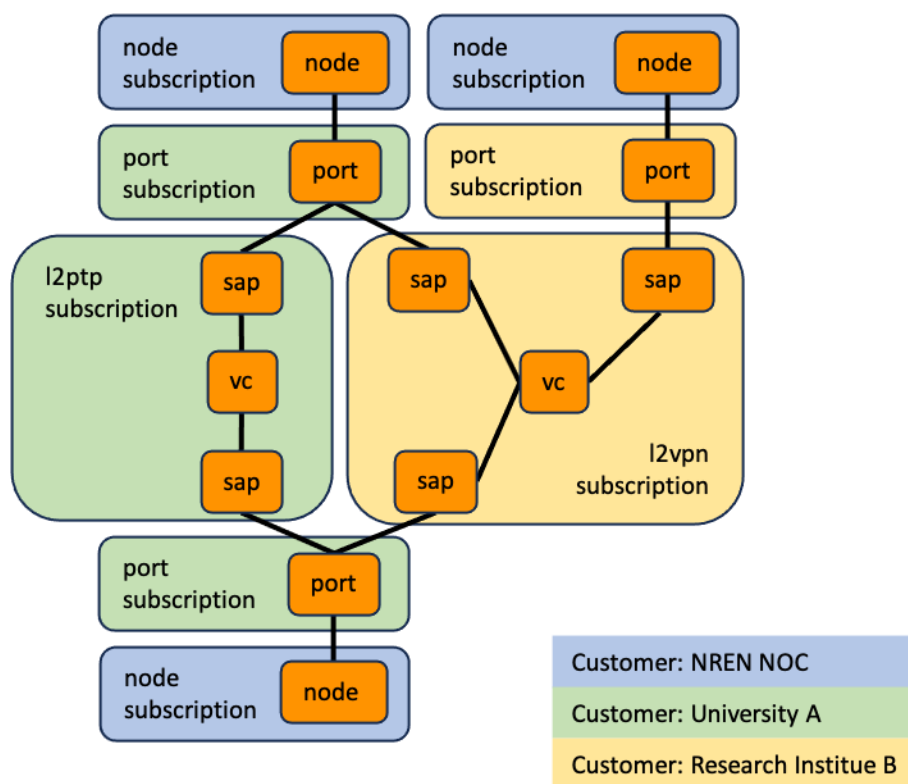 node
subscription
node
node
subscription
node
port
subscription
port
port
subscription
port
l2ptp
subscription
sap
sap
sap
vc
vc
sap
sap
l2vpn
subscription
port
subscription
port
node
subscription
node
Customer: NREN NOC
Customer: University A
Customer: Research Institue B